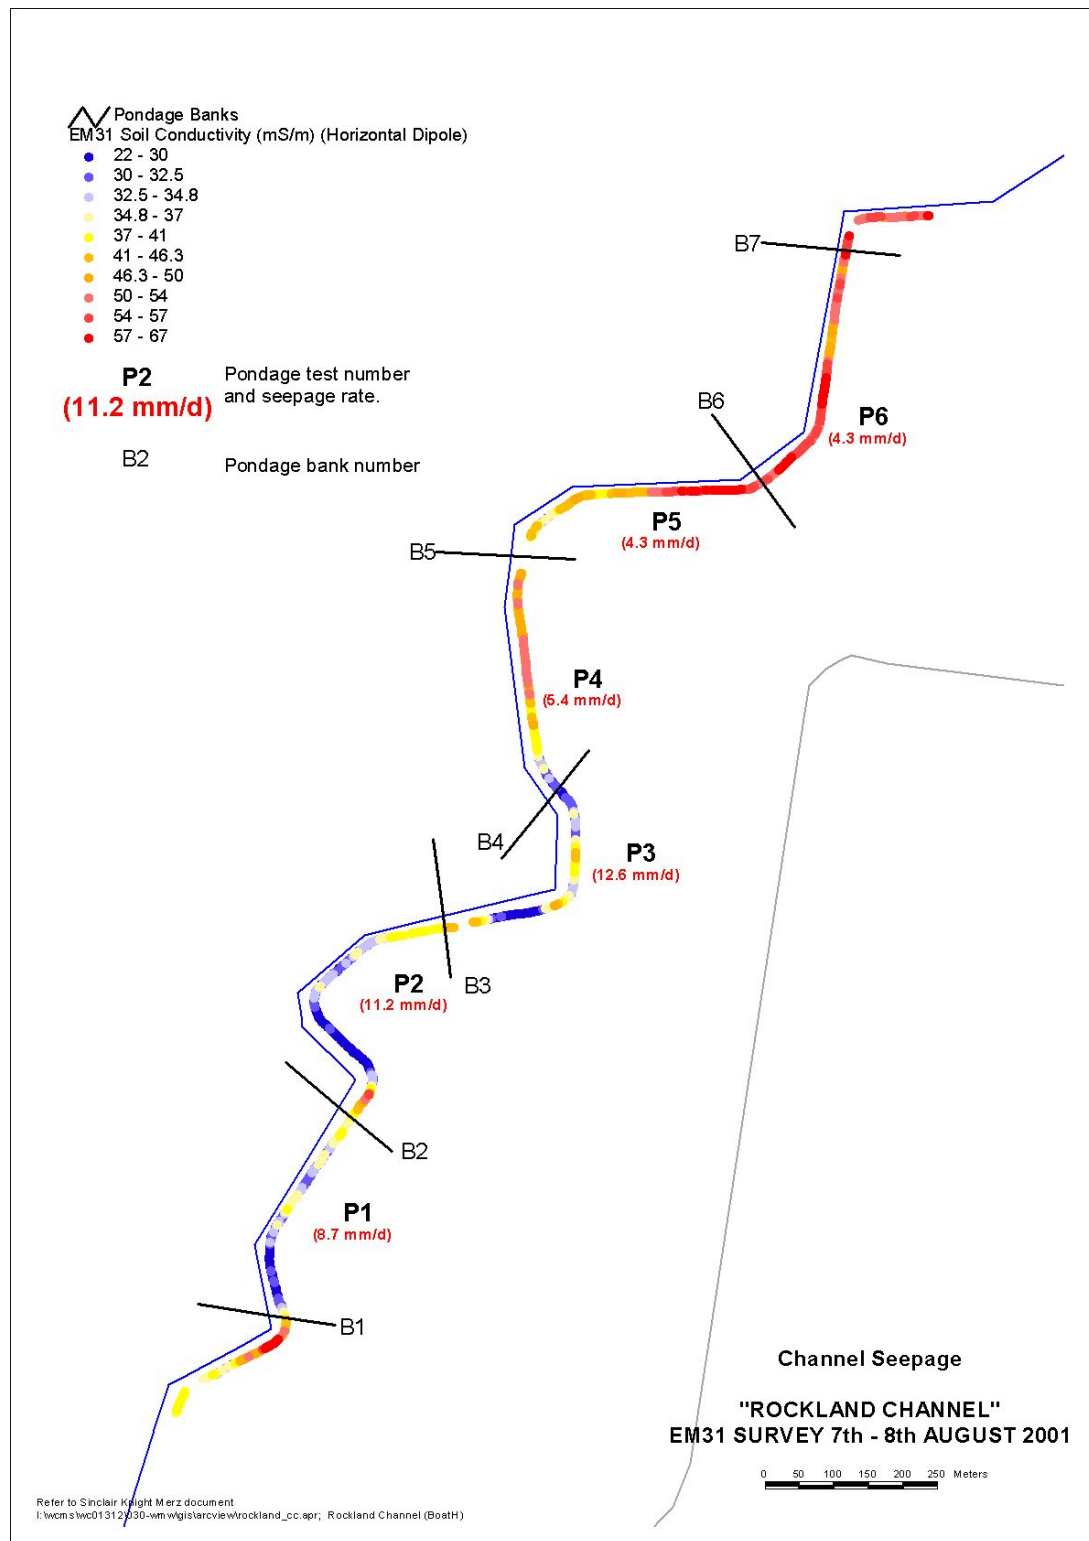 Pondage Banks
EM31 Soil Conductivity (mS/m) (Horizontal Dipole)
22 - 30
30 - 32.5
32.5 - 34.8
34.8 - 37
37 - 41
41 - 46.3
46.3 - 50
50 - 54
54 - 57
57 - 67
P2
(11.2 mm/d)
Pondage test number
and seepage rate.
B2
Pondage bank number
B7
B6
P6
(4.3 mm/d)
P5
(4.3 mm/d)
B5
P4
(5.4 mm/d)
B4
P3
(12.6 mm/d)
P2
(11.2 mm/d)
B3
B2
P1
(8.7 mm/d)
B1
Channel Seepage
"ROCKLAND CHANNEL"
EM31 SURVEY 7th - 8th AUGUST 2001
0 50 100 150 200 250 Meters
Refer to Sinclair Knight Merz document
Rockland Channel (BoatH)